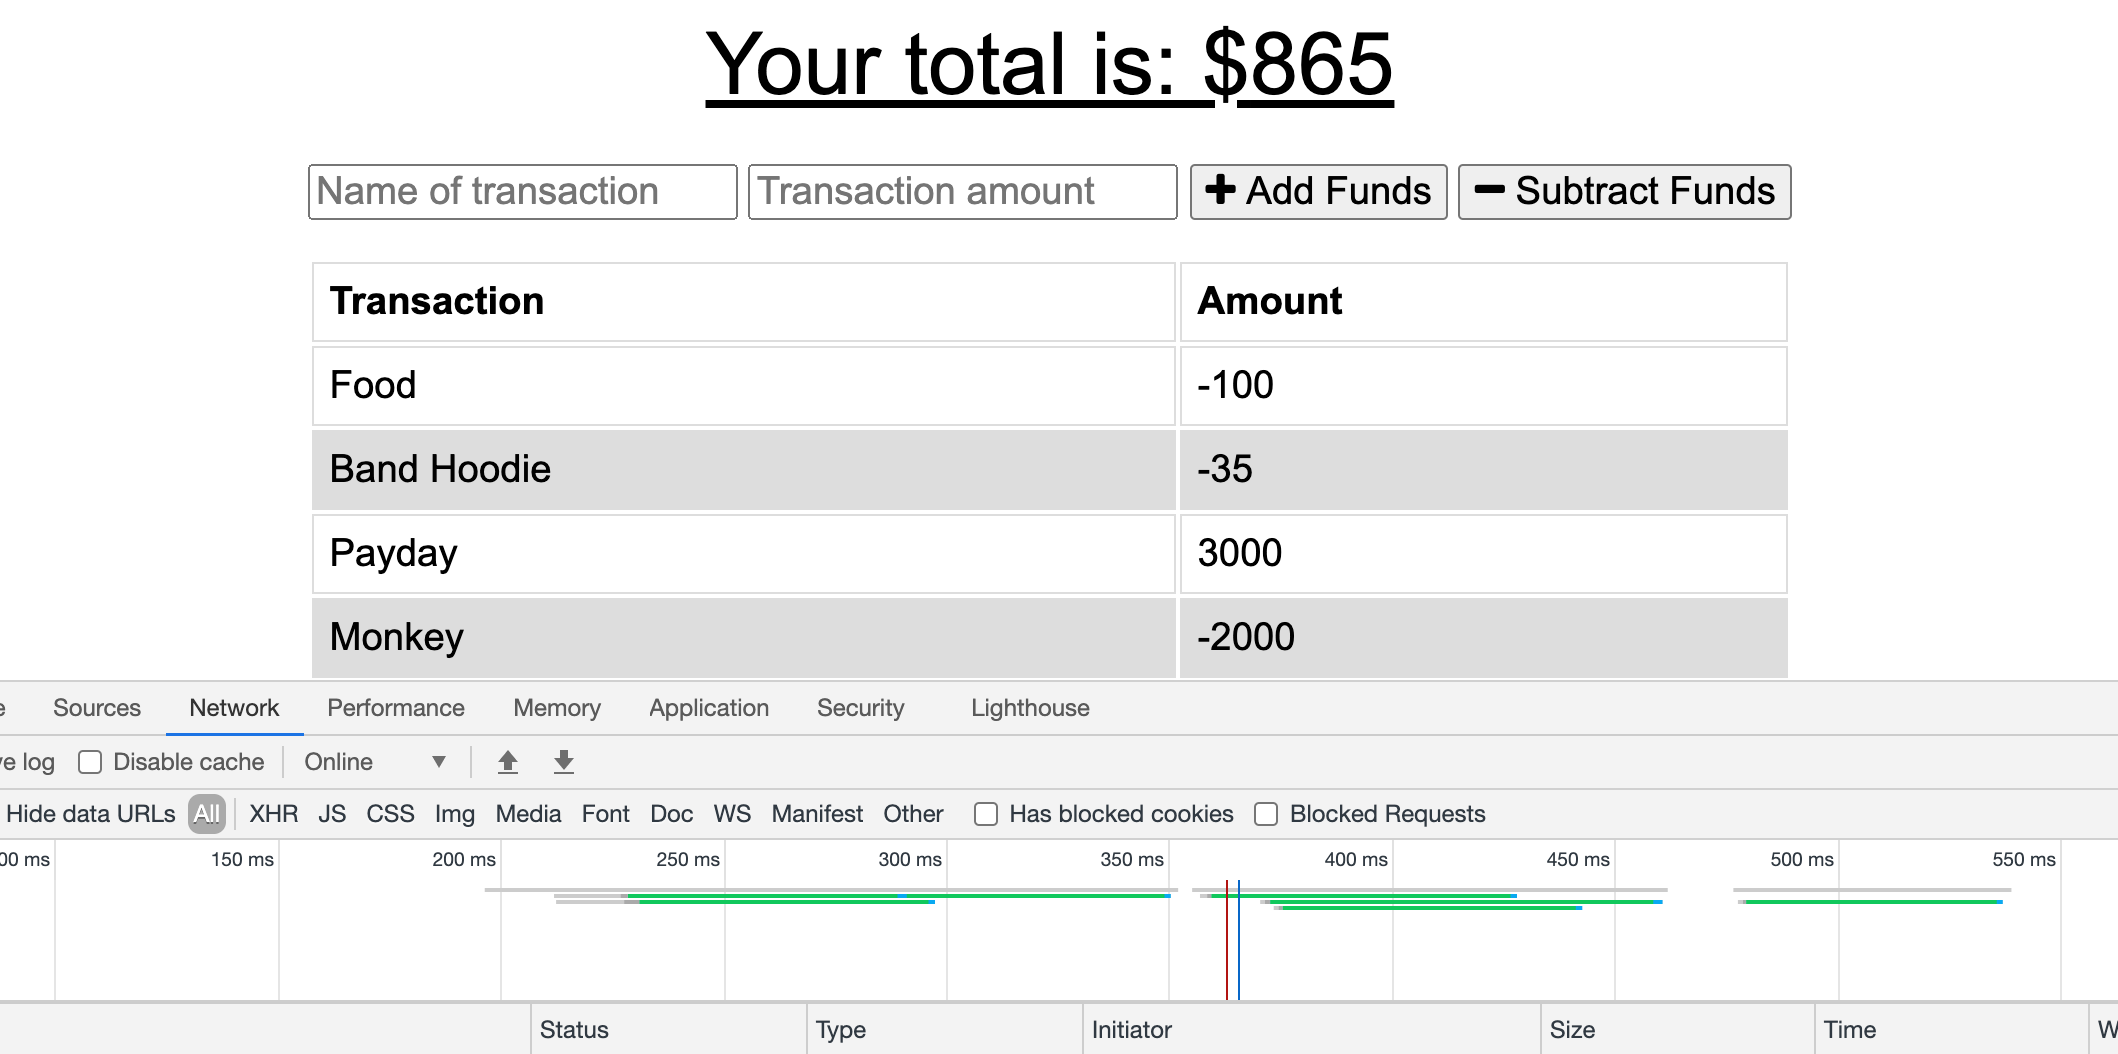 Your total is: $865
Name of transaction Transaction amount Add Funds Subtract Funds
Transaction Amount
Food -100
Band Hoodie -35
Payday 3000
Monkey -2000
Sources Network Performance Memory Application Security Lighthouse
log Disable cache Online
Hide data URLs All XHR JS CSS Img Media Font Doc WS Manifest Other Has blocked cookies Blocked Requests
00 ms 150 ms 200 ms 250 ms 300 ms 350 ms 400 ms 450 ms 500 ms 550 ms
Status Type Initiator Size Time